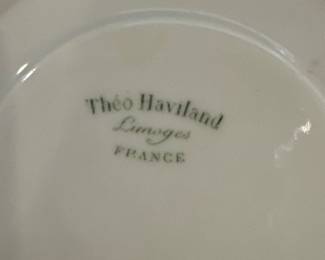 Théo Haviland
Limoges
FRANCE